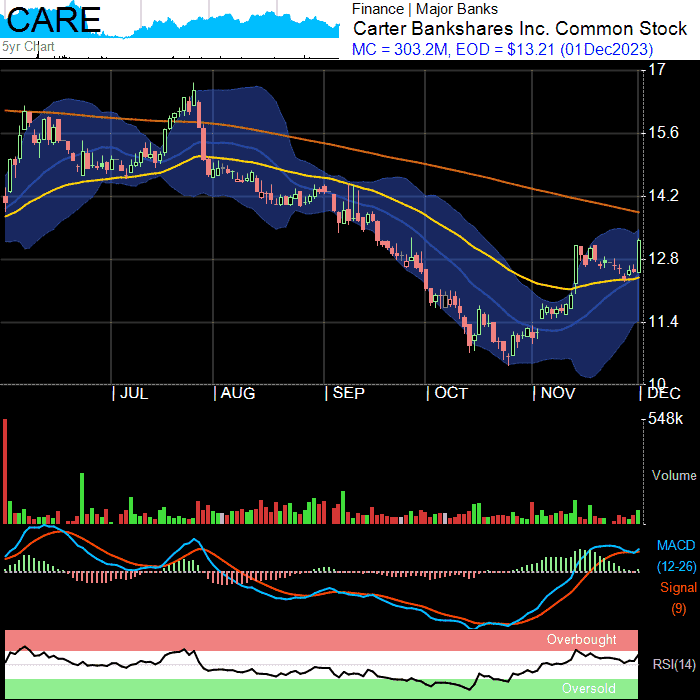 CARE
5yr Chart
Finance | Major Banks
Carter Bankshares Inc. Common Stock
MC = 303.2M, EOD = $13.21 (01Dec2023)
17
15.6
14.2
12.8
11.4
10
| JUL | AUG | SEP | OCT | NOV | DEC
548k
Volume
MACD
(12-26)
Signal
(9)
Overbought
RSI(14)
Oversold